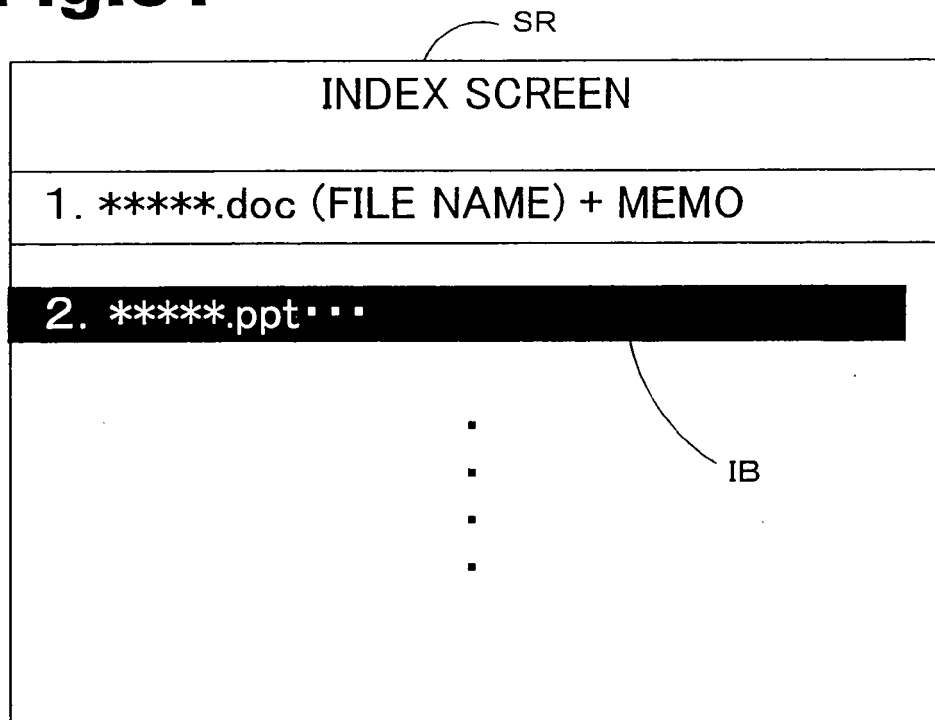 SR
INDEX SCREEN
1. *****.doc (FILE NAME) + MEMO
2. *****.ppt･･･
IB